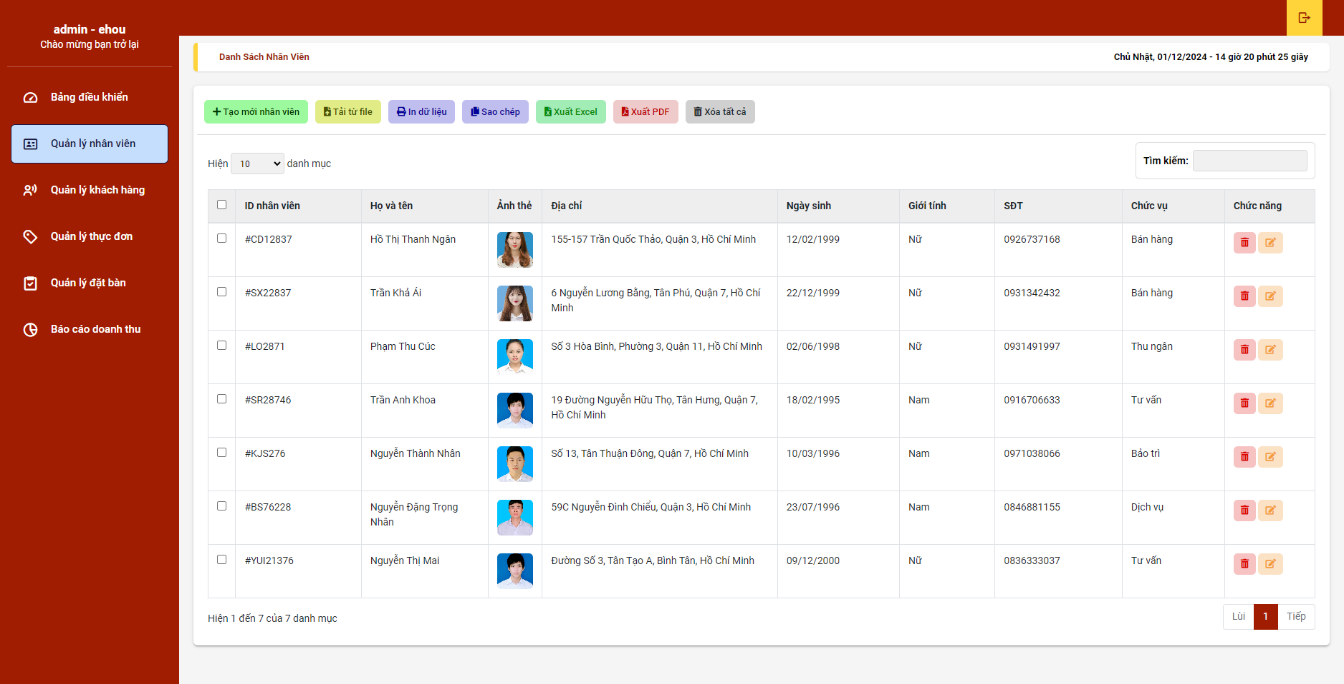 admin - ehou
Chào mừng bạn trở lại
Bảng điều khiển
Quản lý nhân viên
Quản lý khách hàng
Quản lý thực đơn
Quản lý đặt bàn
Báo cáo doanh thu
Danh Sách Nhân Viên
Chủ Nhật, 01/12/2024 - 14 giờ 20 phút 25 giây
Tạo mới nhân viên
Tải từ file
In dữ liệu
Sao chép
Xuất Excel
Xuất PDF
Xóa tất cả
Hiện 10 danh mục
Tìm kiếm:
ID nhân viên Họ và tên Ảnh thẻ Địa chỉ Ngày sinh Giới tính SĐT Chức vụ Chức năng
#CD12837 Hồ Thị Thanh Ngân 155-157 Trần Quốc Thảo, Quận 3, Hồ Chí Minh 12/02/1999 Nữ 0926737168 Bán hàng
#SX22837 Trần Khả Ái 6 Nguyễn Lương Bằng, Tân Phú, Quận 7, Hồ Chí 22/12/1999 Nữ 0931342432 Bán hàng
Minh
#LO2871 Phạm Thu Cúc Số 3 Hòa Bình, Phường 3, Quận 11, Hồ Chí Minh 02/06/1998 Nữ 0931491997 Thu ngân
#SR28746 Trần Anh Khoa 19 Đường Nguyễn Hữu Thọ, Tân Hưng, Quận 7, 18/02/1995 Nam 0916706633 Tư vấn
Hồ Chí Minh
#KJS276 Nguyễn Thành Nhân Số 13, Tân Thuận Đông, Quận 7, Hồ Chí Minh 10/03/1996 Nam 0971038066 Bảo trì
#BS76228 Nguyễn Đặng Trọng 59C Nguyễn Đình Chiểu, Quận 3, Hồ Chí Minh 23/07/1996 Nam 0846881155 Dịch vụ
Nhân
#YUI21376 Nguyễn Thị Mai Đường Số 3, Tân Tạo A, Bình Tân, Hồ Chí Minh 09/12/2000 Nữ 0836333037 Tư vấn
Hiện 1 đến 7 của 7 danh mục
Lùi 1 Tiếp